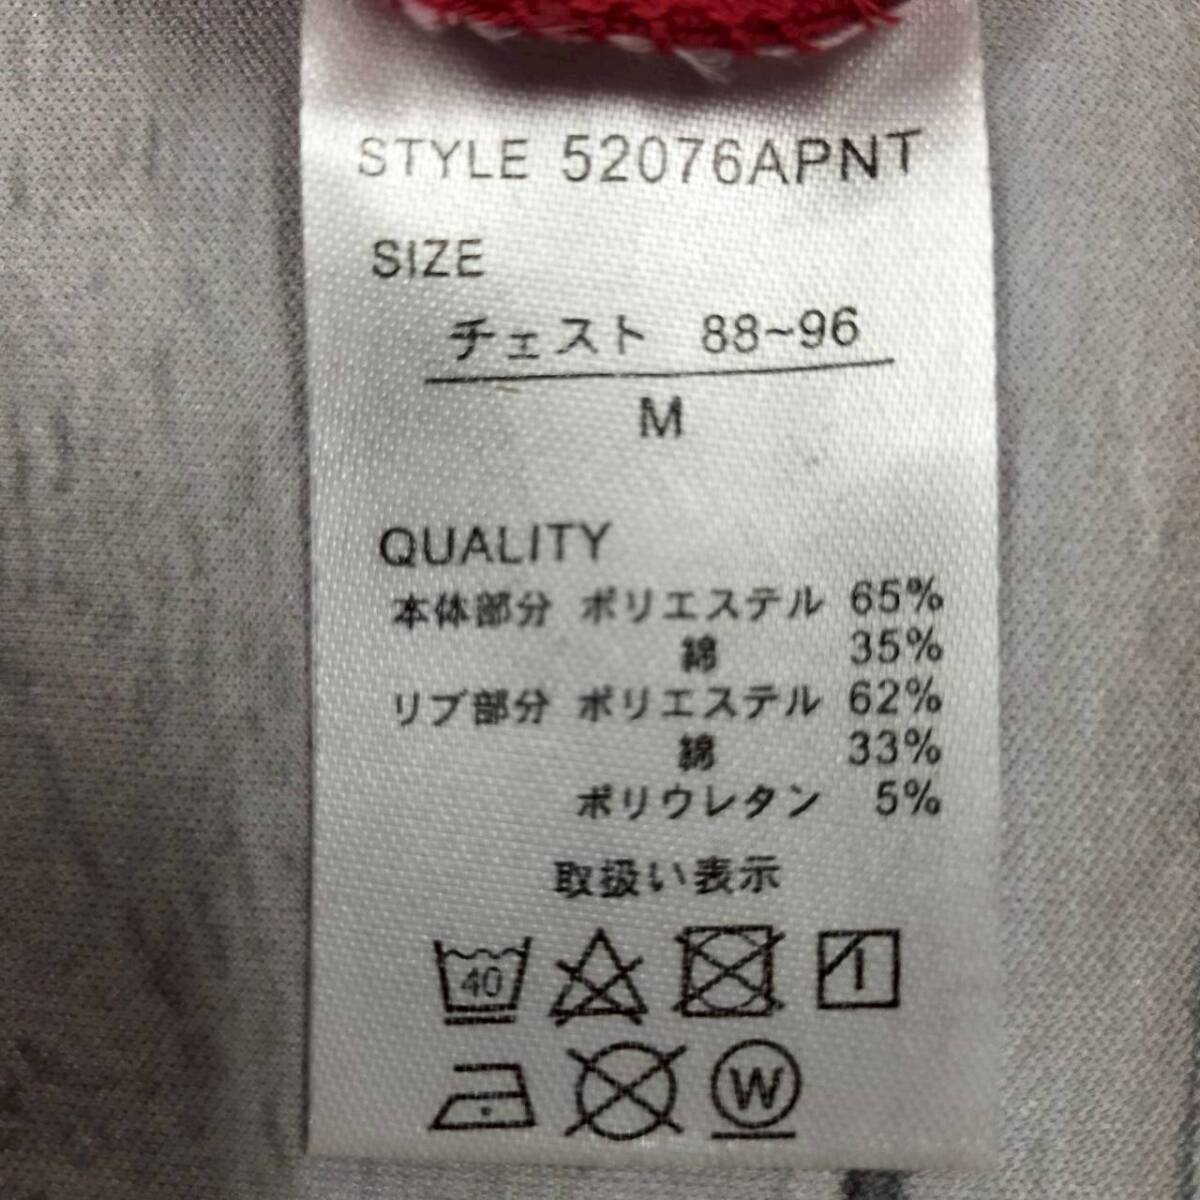 STYLE 52076APNT
SIZE
チェスト 88~96
M
QUALITY
本体部分 ポリエステル 65%
綿 35%
リブ部分 ポリエステル 62%
綿 33%
ポリウレタン 5%
取扱い表示
40
W